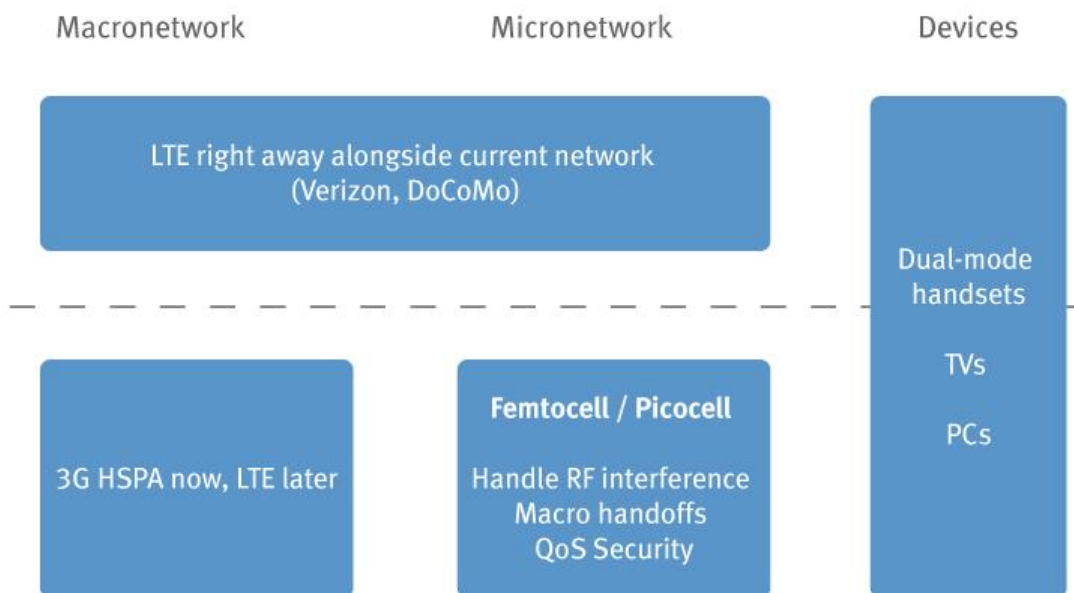 Macronetwork
Micronetwork
Devices
LTE right away alongside current network
(Verizon, DoCoMo)
Dual-mode
handsets
TVs
PCs
3G HSPA now, LTE later
Femtocell / Picocell
Handle RF interference
Macro handoffs
QoS Security